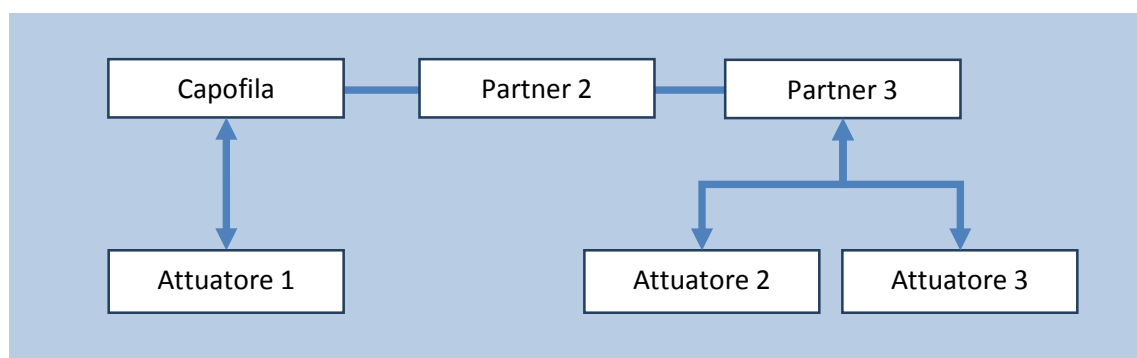 Capofila
Partner 2
Partner 3
Attuatore 1
Attuatore 2
Attuatore 3